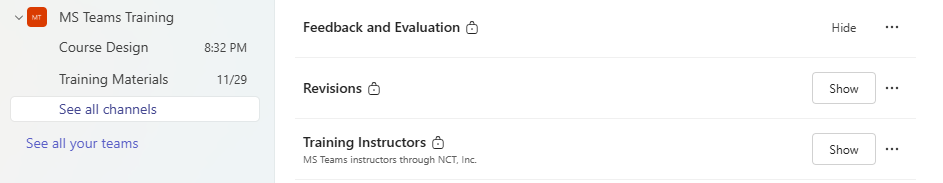 MT MS Teams Training
Course Design 8:32 PM
Training Materials 11/29
See all channels
See all your teams
Feedback and Evaluation Hide
Revisions Show
Training Instructors Show
MS Teams instructors through NCT, Inc.